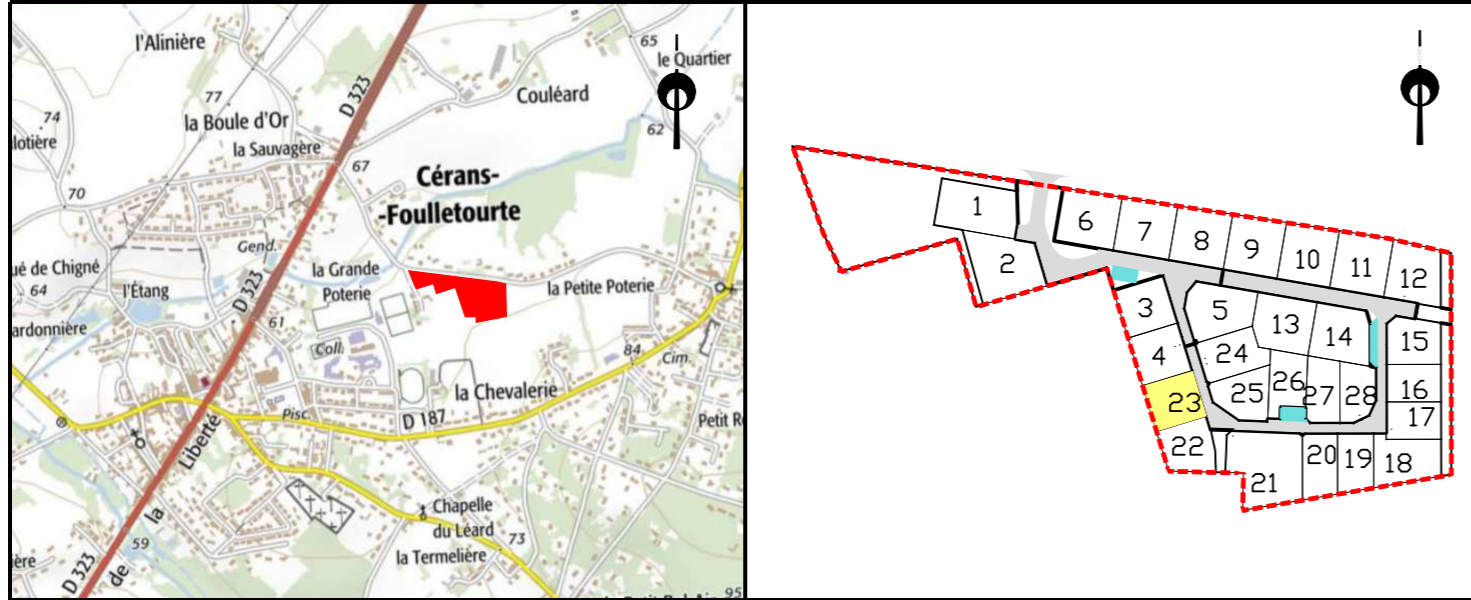 l'Alinière
65
le Quartier
D 323
Couléard
77
la Boule d'Or
74
lotière
la Sauvagère
62
67
Cérans-
-Foulletourte
70
Gend.
ué de Chigné
64
l'Étang
la Grande
Poterie
la Petite Poterie
D 323
ardonnière
61
Coll.
84
Cim.
la Chevalerie
Pisc.
D 187
Petit R
Liberté
la
de
Chapelle
du Léard
73
la Termelière
59
ière
D 323
95
1
2
6
7
8
9
10
11
12
3
4
5
13
14
15
24
23
25
26
27
28
16
17
22
21
20
19
18